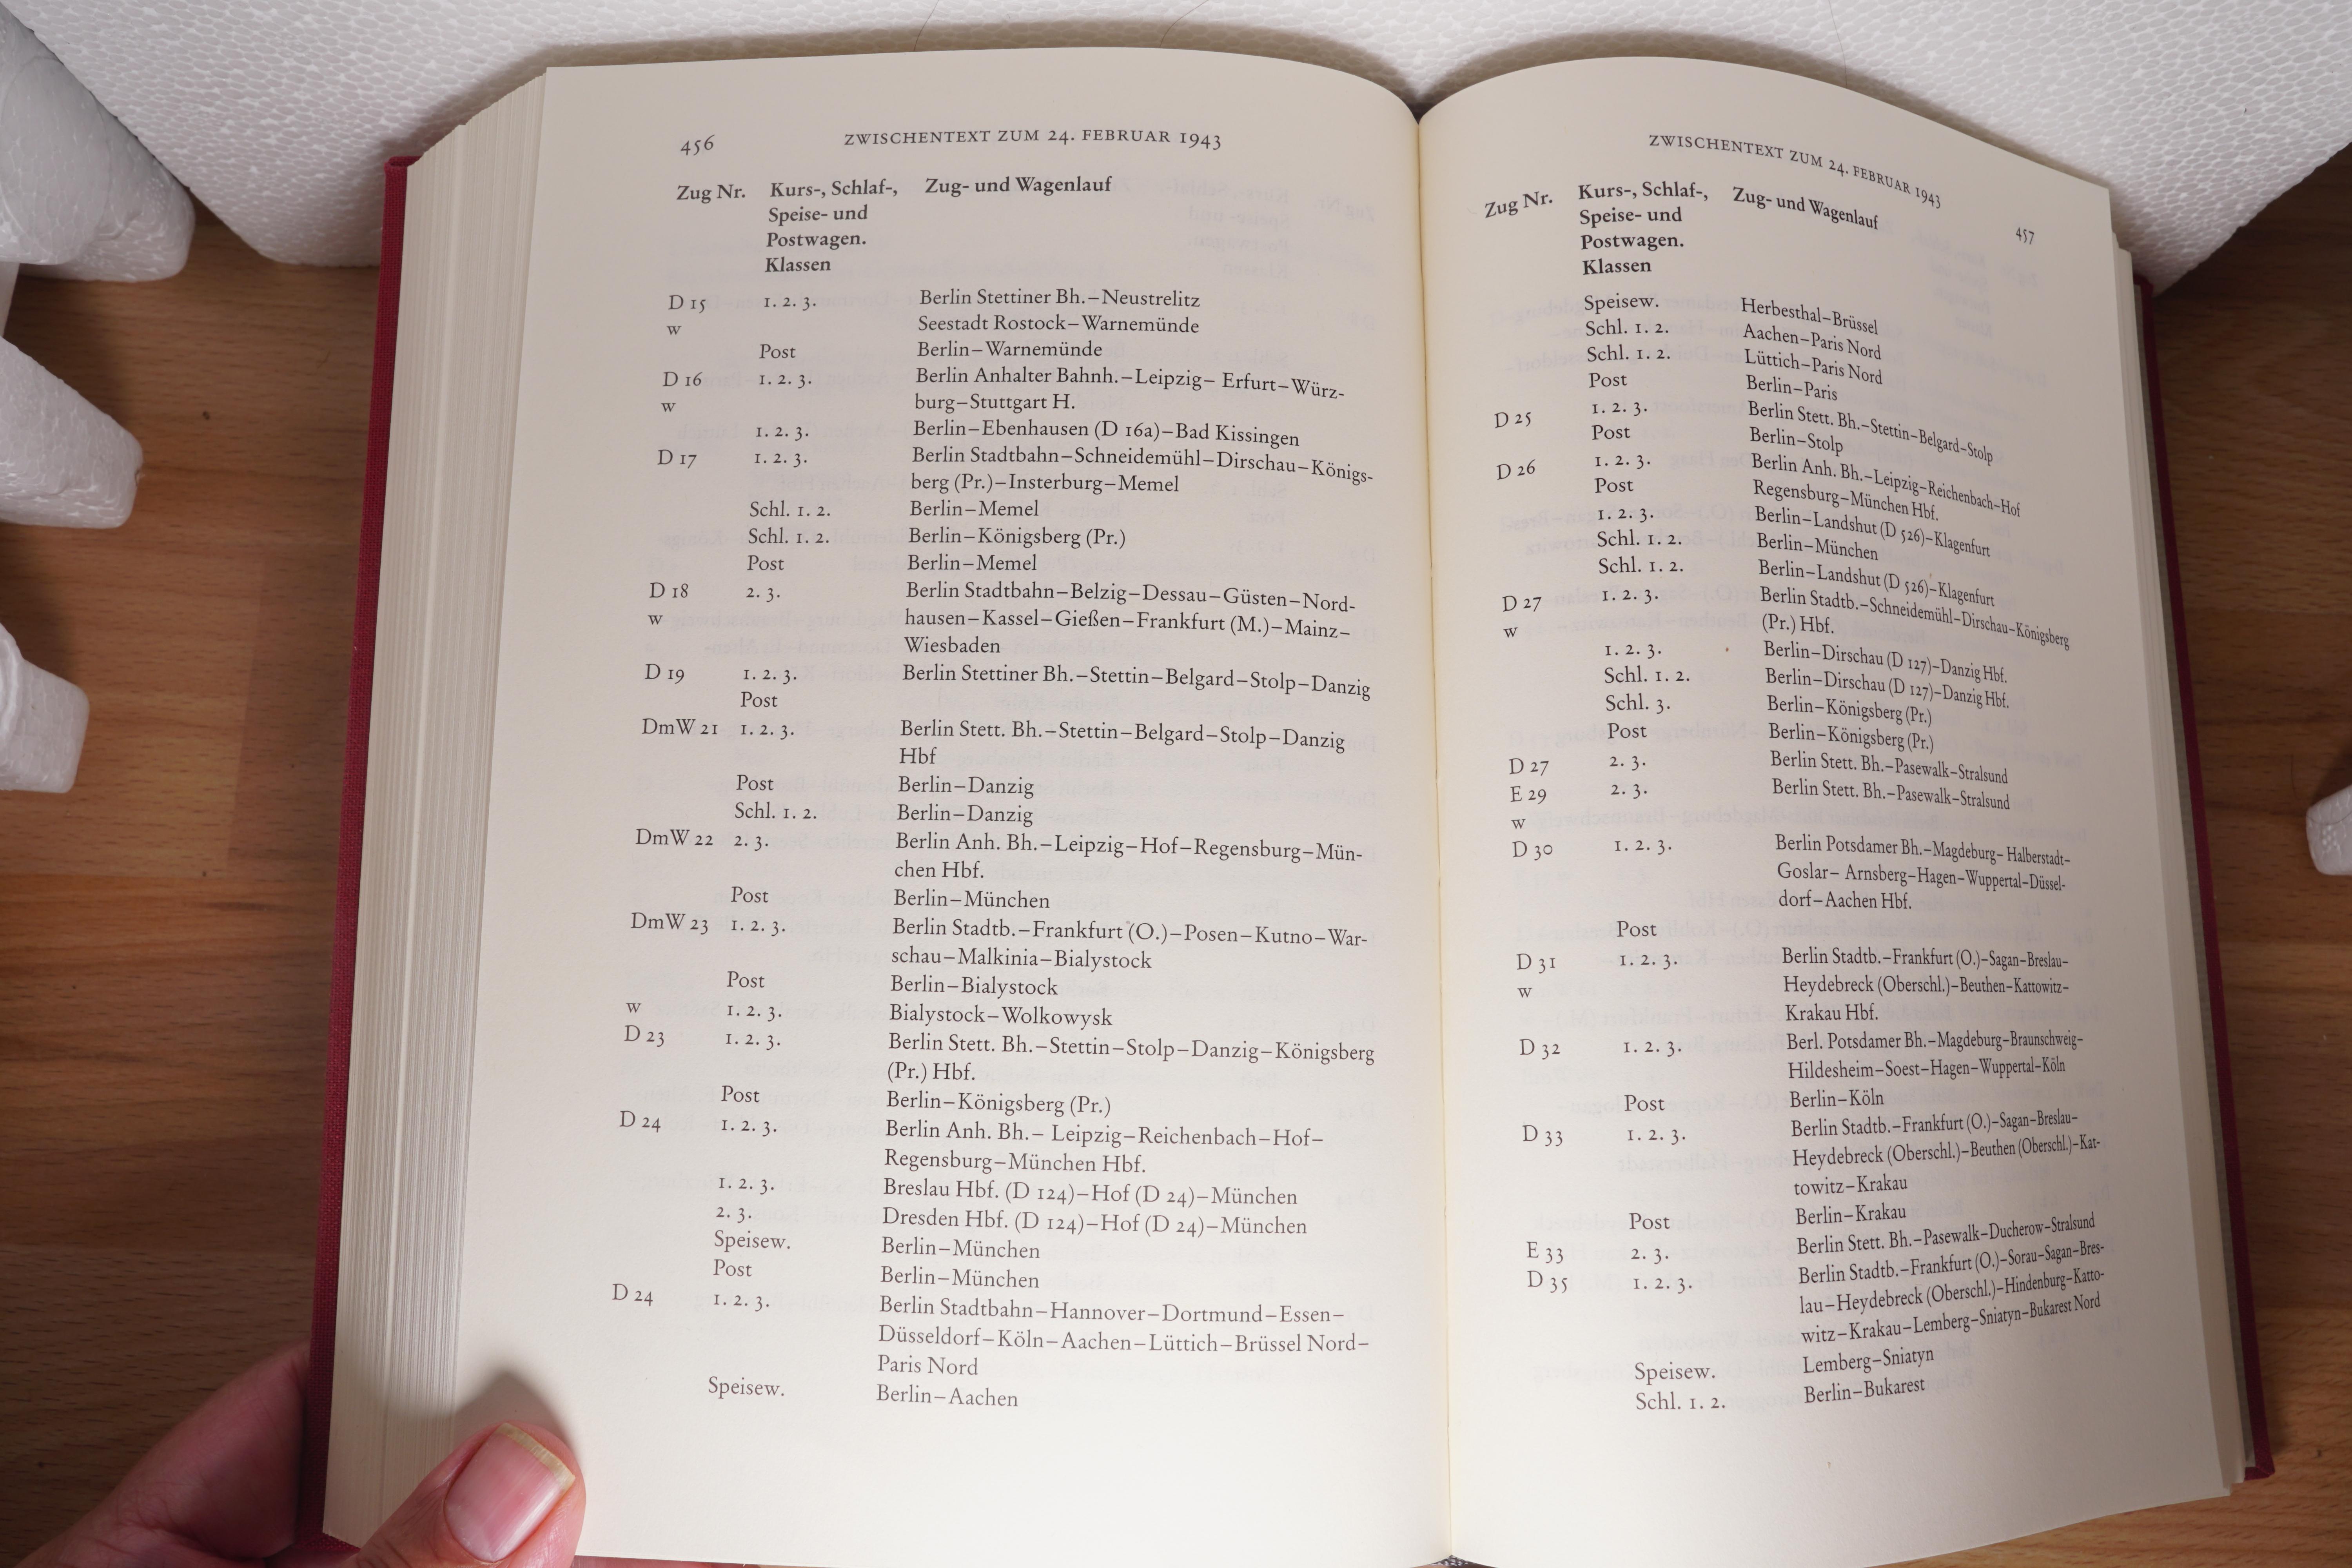 456 ZWISCHENTEXT ZUM 24. FEBRUAR 1943
Zug Nr. Kurs-, Schlaf-, Zug- und Wagenlauf
Speise- und
Postwagen.
Klassen
D 15 1. 2. 3. Berlin Stettiner Bh.–Neustrelitz
w Seestadt Rostock–Warnemünde
Post Berlin–Warnemünde
D 16 1. 2. 3. Berlin Anhalter Bahnh.–Leipzig– Erfurt–Würz-
w burg–Stuttgart H.
1. 2. 3. Berlin–Ebenhausen (D 16a)–Bad Kissingen
D 17 1. 2. 3. Berlin Stadtbahn–Schneidemühl–Dirschau–Königs-
berg (Pr.)–Insterburg–Memel
Schl. 1. 2. Berlin–Memel
Schl. 1. 2. Berlin–Königsberg (Pr.)
Post Berlin–Memel
D 18 2. 3. Berlin Stadtbahn–Belzig–Dessau–Güsten–Nord-
w hausen–Kassel–Gießen–Frankfurt (M.)–Mainz–
Wiesbaden
D 19 1. 2. 3. Berlin Stettiner Bh.–Stettin–Belgard–Stolp–Danzig
Post
DmW 21 1. 2. 3. Berlin Stett. Bh.–Stettin–Belgard–Stolp–Danzig
Hbf
Post Berlin–Danzig
Schl. 1. 2. Berlin–Danzig
DmW 22 2. 3. Berlin Anh. Bh.–Leipzig–Hof–Regensburg–Mün-
chen Hbf.
Post Berlin–München
DmW 23 1. 2. 3. Berlin Stadtb.–Frankfurt (O.)–Posen–Kutno–War-
schau–Malkinia–Bialystock
Post Berlin–Bialystock
w 1. 2. 3. Bialystock–Wolkowysk
D 23 1. 2. 3. Berlin Stett. Bh.–Stettin–Stolp–Danzig–Königsberg
(Pr.) Hbf.
Post Berlin–Königsberg (Pr.)
D 24 1. 2. 3. Berlin Anh. Bh.– Leipzig–Reichenbach–Hof–
Regensburg–München Hbf.
1. 2. 3. Breslau Hbf. (D 124)–Hof (D 24)–München
2. 3. Dresden Hbf. (D 124)–Hof (D 24)–München
Speisew. Berlin–München
Post Berlin–München
D 24 1. 2. 3. Berlin Stadtbahn–Hannover–Dortmund–Essen–
Düsseldorf–Köln–Aachen–Lüttich–Brüssel Nord–
Paris Nord
Speisew. Berlin–Aachen
ZWISCHENTEXT ZUM 24. FEBRUAR 1943 457
Zug Nr. Kurs-, Schlaf-, Zug- und Wagenlauf
Speise- und
Postwagen.
Klassen
Speisew. Herbesthal–Brüssel
Schl. 1. 2. Aachen–Paris Nord
Schl. 1. 2. Lüttich–Paris Nord
Post Berlin–Paris
D 25 1. 2. 3. Berlin Stett. Bh.–Stettin–Belgard–Stolp
Post Berlin–Stolp
D 26 1. 2. 3. Berlin Anh. Bh.–Leipzig–Reichenbach–Hof
Post Regensburg–München Hbf.
1. 2. 3. Berlin–Landshut (D 526)–Klagenfurt
Schl. 1. 2. Berlin–München
Schl. 1. 2. Berlin–Landshut (D 526)–Klagenfurt
D 27 1. 2. 3. Berlin Stadtb.–Schneidemühl–Dirschau–Königsberg
w (Pr.) Hbf.
1. 2. 3. Berlin–Dirschau (D 127)–Danzig Hbf.
Schl. 1. 2. Berlin–Dirschau (D 127)–Danzig Hbf.
Schl. 3. Berlin–Königsberg (Pr.)
Post Berlin–Königsberg (Pr.)
D 27 2. 3. Berlin Stett. Bh.–Pasewalk–Stralsund
E 29 2. 3. Berlin Stett. Bh.–Pasewalk–Stralsund
w
D 30 1. 2. 3. Berlin Potsdamer Bh.–Magdeburg– Halberstadt–
Goslar– Arnsberg–Hagen–Wuppertal–Düssel-
dorf–Aachen Hbf.
Post
D 31 1. 2. 3. Berlin Stadtb.–Frankfurt (O.)–Sagan–Breslau–
w Heydebreck (Oberschl.)–Beuthen–Kattowitz–
Krakau Hbf.
D 32 1. 2. 3. Berl. Potsdamer Bh.–Magdeburg–Braunschweig–
Hildesheim–Soest–Hagen–Wuppertal–Köln
Post Berlin–Köln
D 33 1. 2. 3. Berlin Stadtb.–Frankfurt (O.)–Sagan–Breslau–
Heydebreck (Oberschl.)–Beuthen (Oberschl.)–Kat-
towitz–Krakau
Post Berlin–Krakau
E 33 2. 3. Berlin Stett. Bh.–Pasewalk–Ducherow–Stralsund
D 35 1. 2. 3. Berlin Stadtb.–Frankfurt (O.)–Sorau–Sagan–Bres-
lau–Heydebreck (Oberschl.)–Hindenburg–Katto-
witz–Krakau–Lemberg–Sniatyn–Bukarest Nord
Speisew. Lemberg–Sniatyn
Schl. 1. 2. Berlin–Bukarest